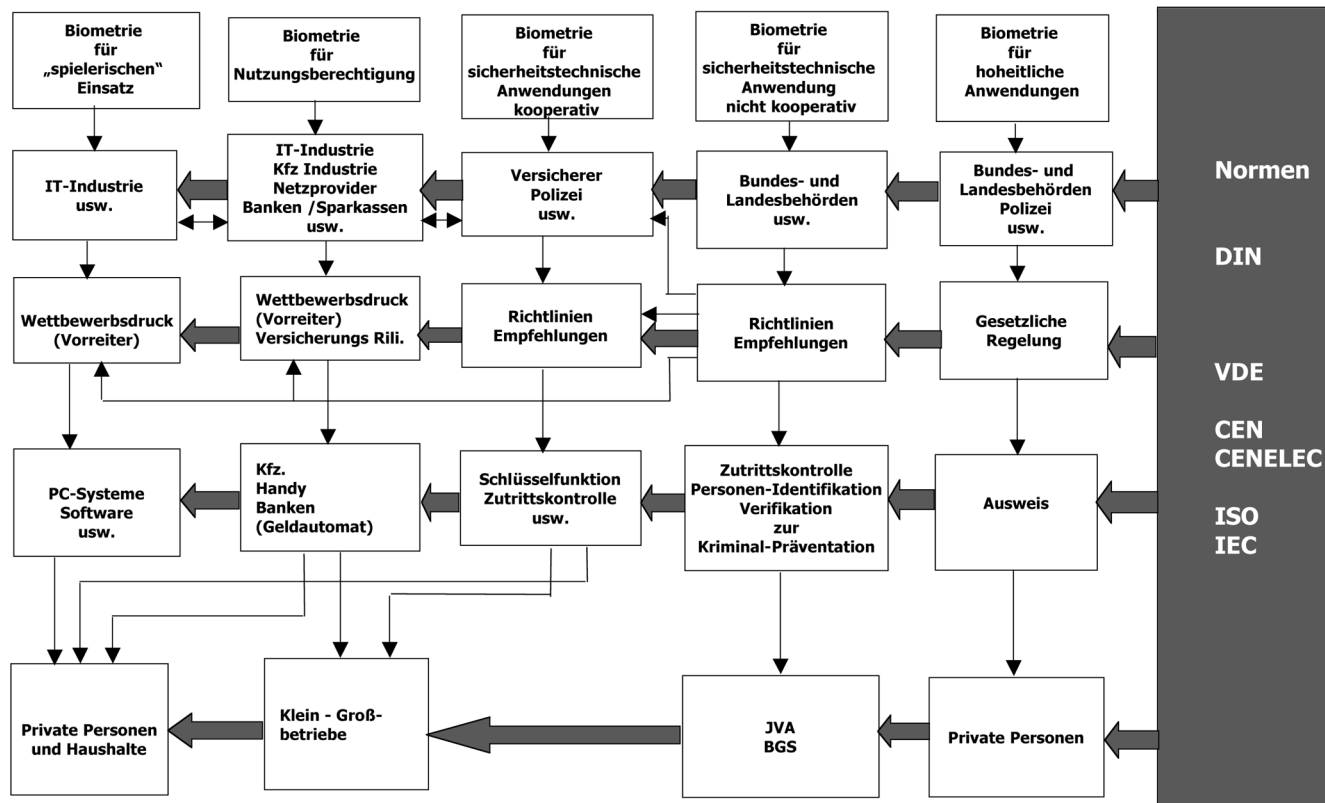 Biometrie
für
„spielerischen“
Einsatz
Biometrie
für
Nutzungsberechtigung
Biometrie
für
sicherheitstechnische
Anwendungen
kooperativ
Biometrie
für
sicherheitstechnische
Anwendung
nicht kooperativ
Biometrie
für
hoheitliche
Anwendungen
IT-Industrie
usw.
IT-Industrie
Kfz Industrie
Netzprovider
Banken /Sparkassen
usw.
Versicherer
Polizei
usw.
Bundes- und
Landesbehörden
usw.
Bundes- und
Landesbehörden
Polizei
usw.
Wettbewerbsdruck
(Vorreiter)
Wettbewerbsdruck
(Vorreiter)
Versicherungs Rili.
Richtlinien
Empfehlungen
Richtlinien
Empfehlungen
Gesetzliche
Regelung
PC-Systeme
Software
usw.
Kfz.
Handy
Banken
(Geldautomat)
Schlüsselfunktion
Zutrittskontrolle
usw.
Zutrittskontrolle
Personen-Identifikation
Verifikation
zur
Kriminal-Präventation
Ausweis
Private Personen
und Haushalte
Klein - Groß-
betriebe
JVA
BGS
Private Personen
Normen
DIN
VDE
CEN
CENELEC
ISO
IEC